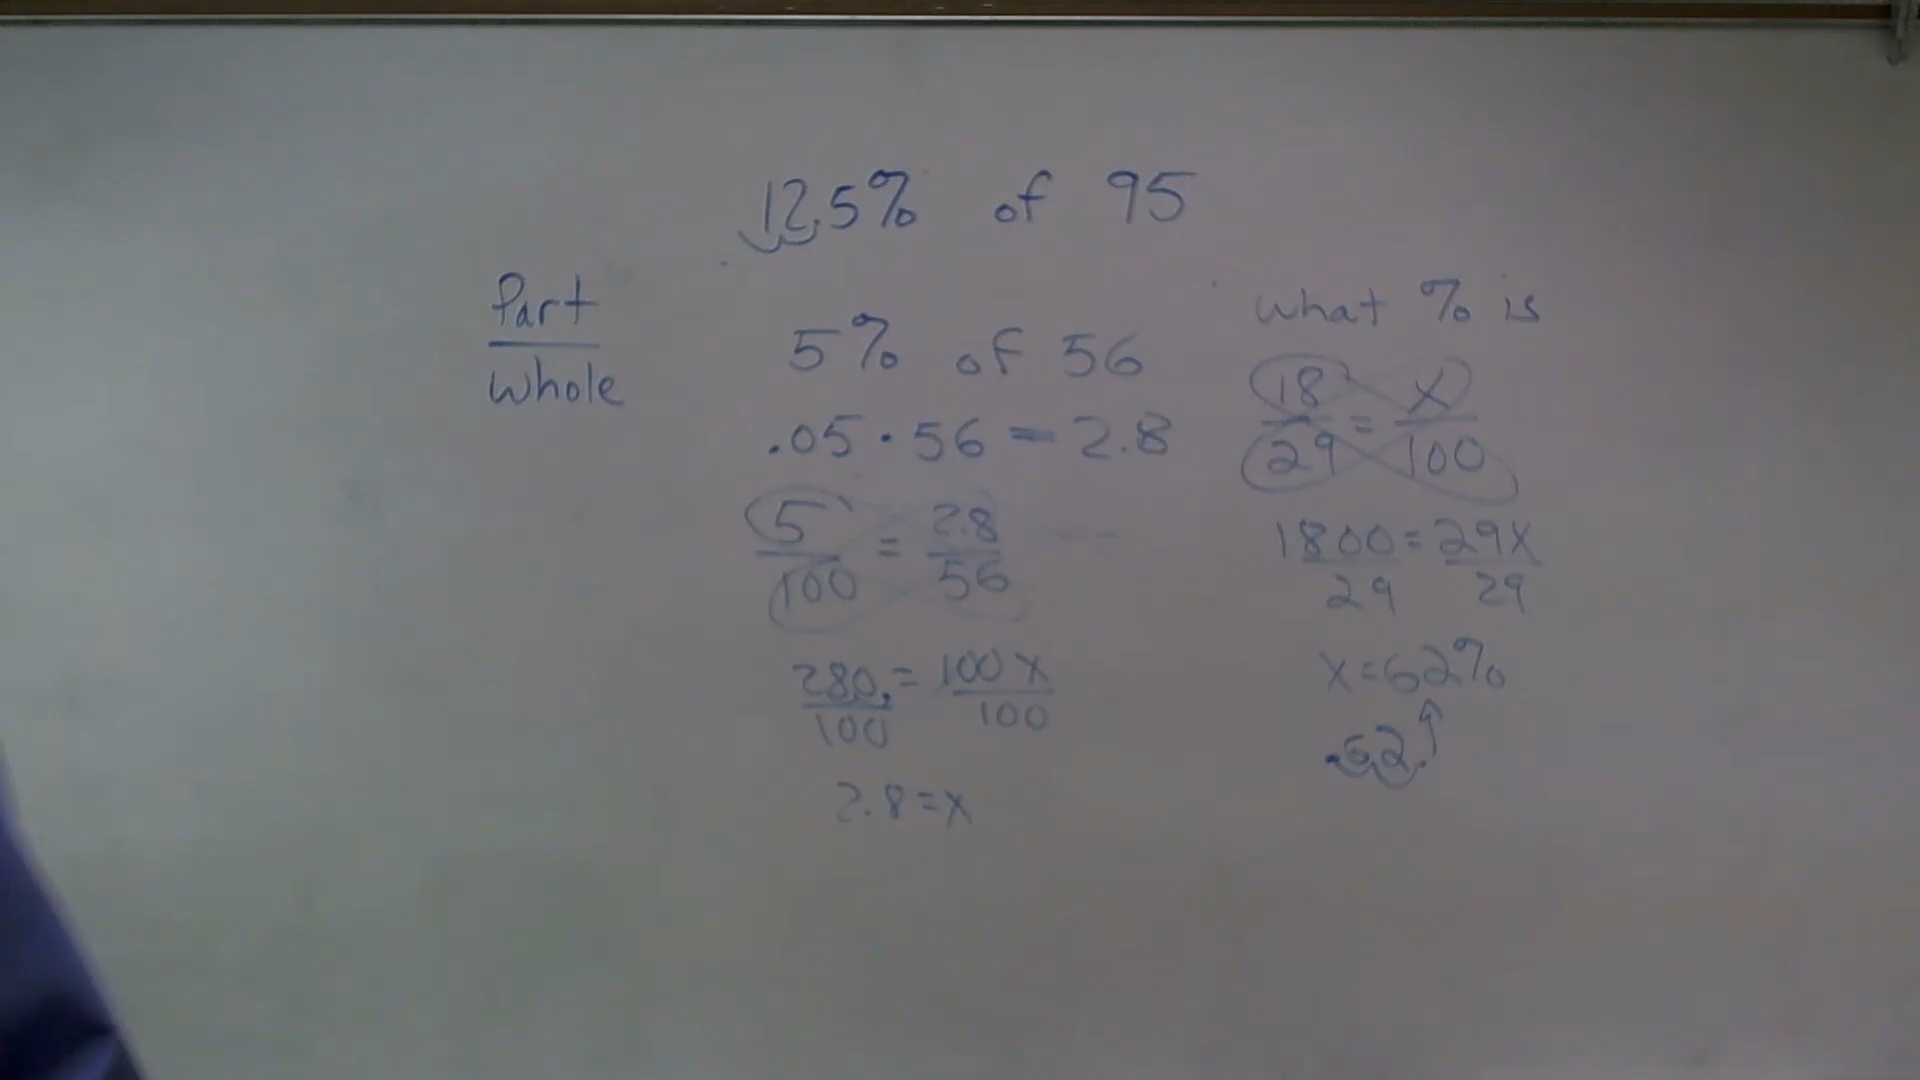 12.5% of 95
Part
Whole
5% of 56
.05 · 56 = 2.8
5/100 = 2.8/56
280./100 = 100x/100
2.8 = x
what % is
18/29 = x/100
1800/29 = 29x/29
x = 62%
.62.